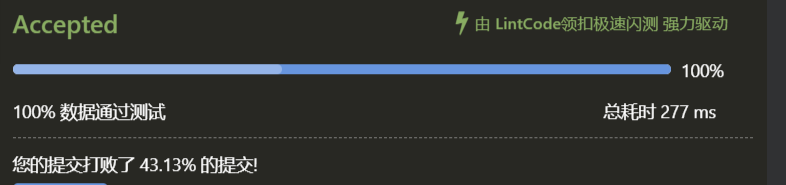 Accepted
由 LintCode领扣极速闪测 强力驱动
100%
100% 数据通过测试
总耗时 277 ms
您的提交打败了 43.13% 的提交!